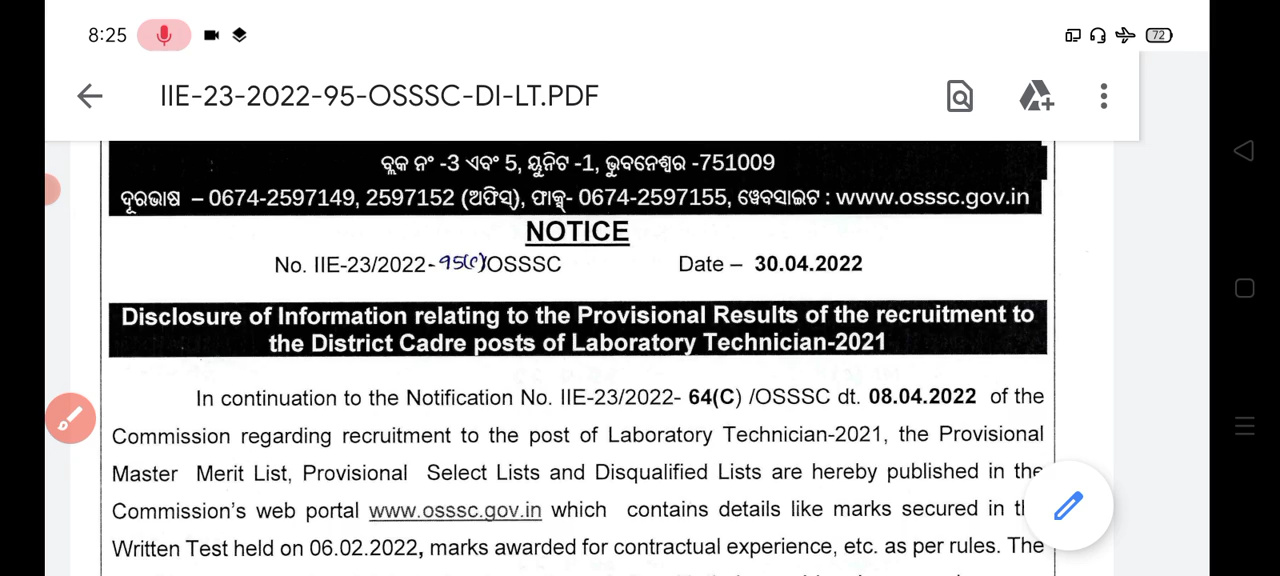 8:25
72
IIE-23-2022-95-OSSSC-DI-LT.PDF
ବ୍ଲକ ନଂ -3 ଏବଂ 5, ୟୁନିଟ -1, ଭୁବନେଶ୍ଵର -751009
ଦୂରଭାଷ – 0674-2597149, 2597152 (ଅଫିସ୍), ଫାକ୍ସ- 0674-2597155, ୱେବସାଇଟ : www.osssc.gov.in
NOTICE
No. IIE-23/2022-95(C)/OSSSC Date – 30.04.2022
Disclosure of Information relating to the Provisional Results of the recruitment to
the District Cadre posts of Laboratory Technician-2021
In continuation to the Notification No. IIE-23/2022- 64(C) /OSSSC dt. 08.04.2022 of the
Commission regarding recruitment to the post of Laboratory Technician-2021, the Provisional
Master Merit List, Provisional Select Lists and Disqualified Lists are hereby published in the
Commission's web portal www.osssc.gov.in which contains details like marks secured in
Written Test held on 06.02.2022, marks awarded for contractual experience, etc. as per rules. The